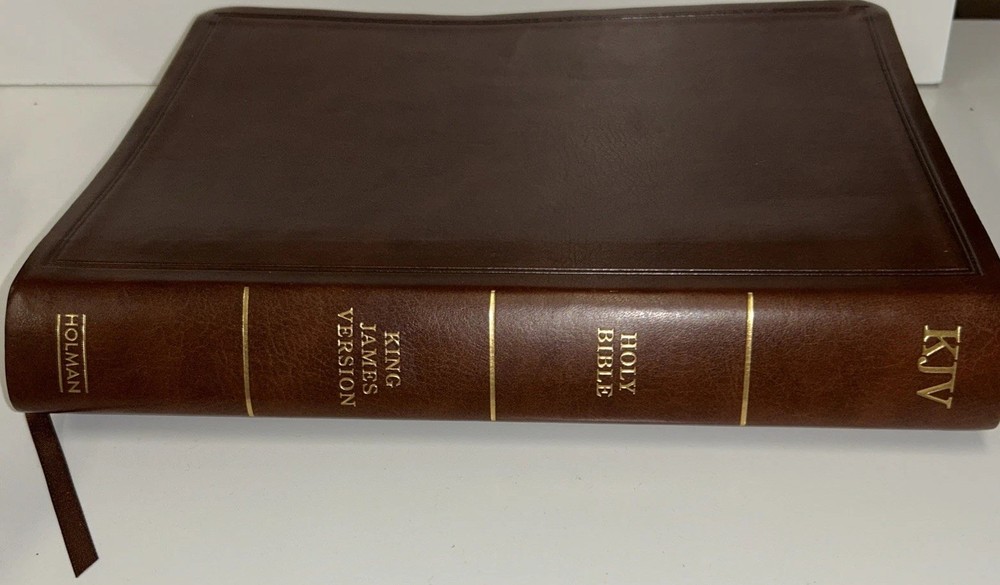 KJV
HOLY
BIBLE
KING
JAMES
VERSION
HOLMAN